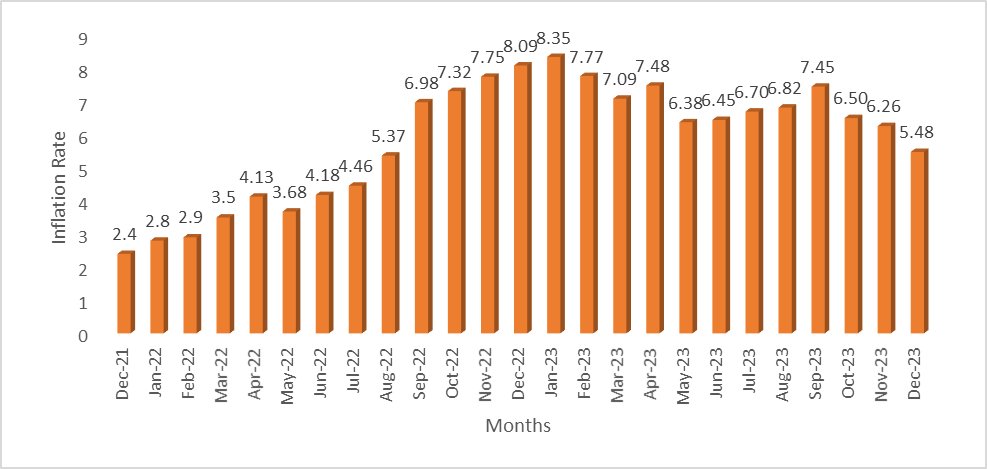 Inflation Rate
9
8
7
6
5
4
3
2
1
0
2.4
2.8
2.9
3.5
4.13
3.68
4.18
4.46
5.37
6.98
7.32
7.75
8.09
8.35
7.77
7.09
7.48
6.38
6.45
6.70
6.82
7.45
6.50
6.26
5.48
Dec-21
Jan-22
Feb-22
Mar-22
Apr-22
May-22
Jun-22
Jul-22
Aug-22
Sep-22
Oct-22
Nov-22
Dec-22
Jan-23
Feb-23
Mar-23
Apr-23
May-23
Jun-23
Jul-23
Aug-23
Sep-23
Oct-23
Nov-23
Dec-23
Months